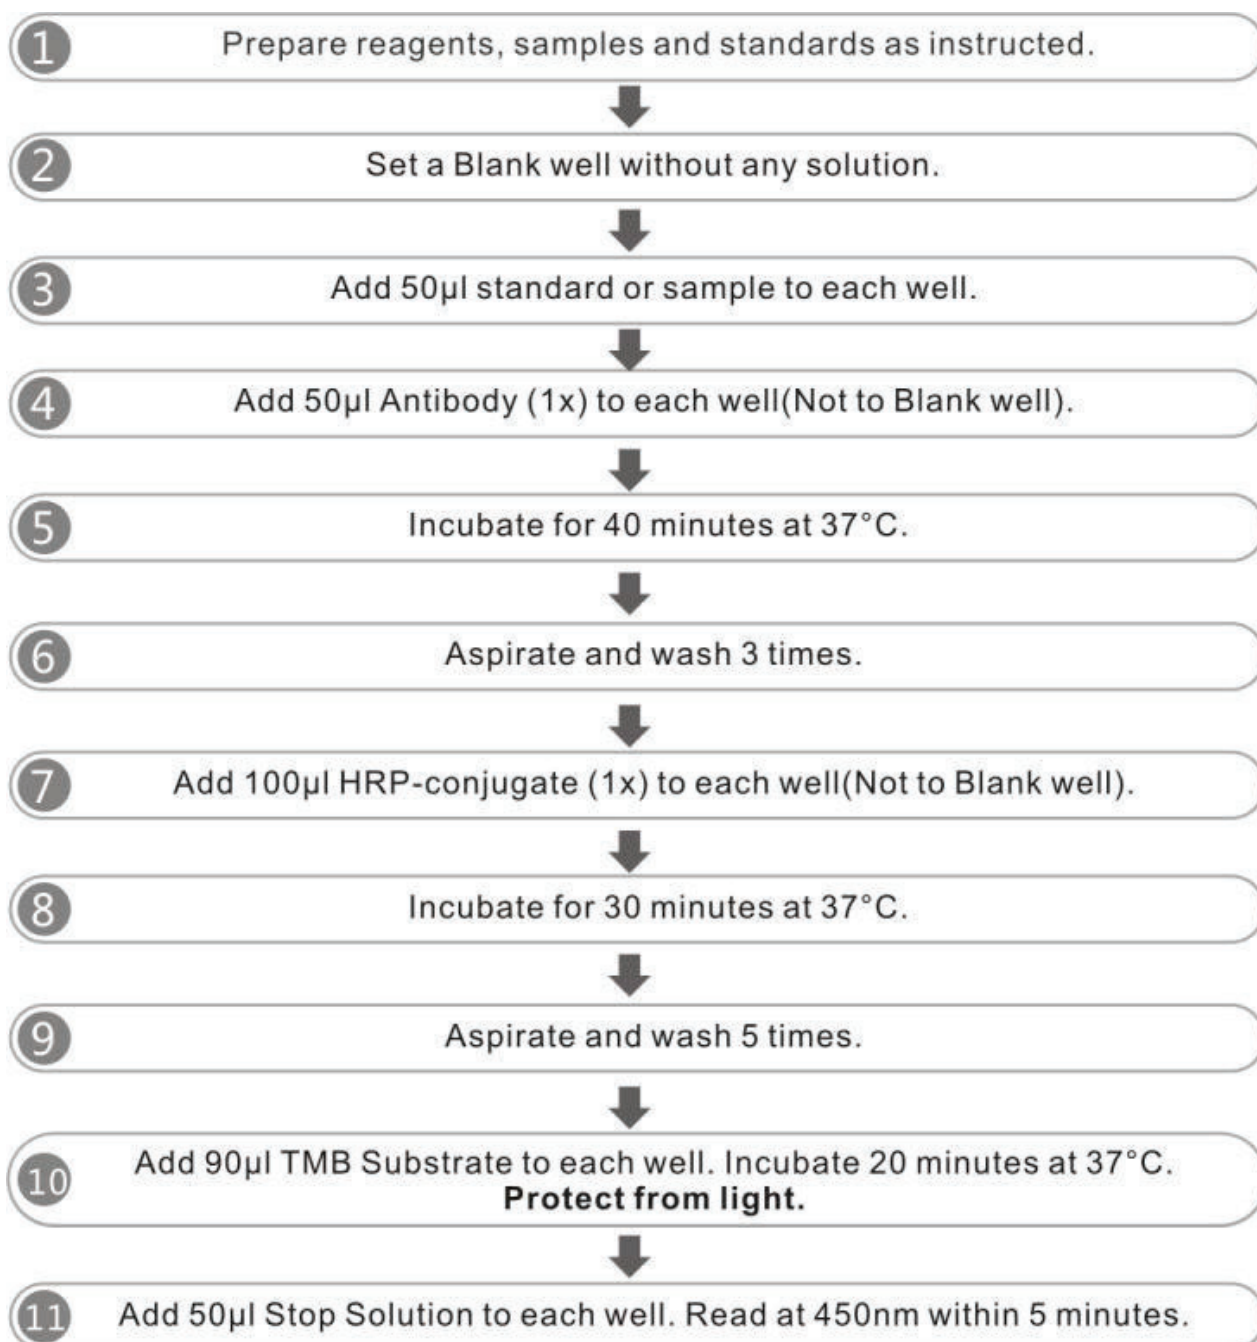 1 Prepare reagents, samples and standards as instructed.
2 Set a Blank well without any solution.
3 Add 50µl standard or sample to each well.
4 Add 50µl Antibody (1x) to each well(Not to Blank well).
5 Incubate for 40 minutes at 37°C.
6 Aspirate and wash 3 times.
7 Add 100µl HRP-conjugate (1x) to each well(Not to Blank well).
8 Incubate for 30 minutes at 37°C.
9 Aspirate and wash 5 times.
10 Add 90µl TMB Substrate to each well. Incubate 20 minutes at 37°C.
Protect from light.
11 Add 50µl Stop Solution to each well. Read at 450nm within 5 minutes.